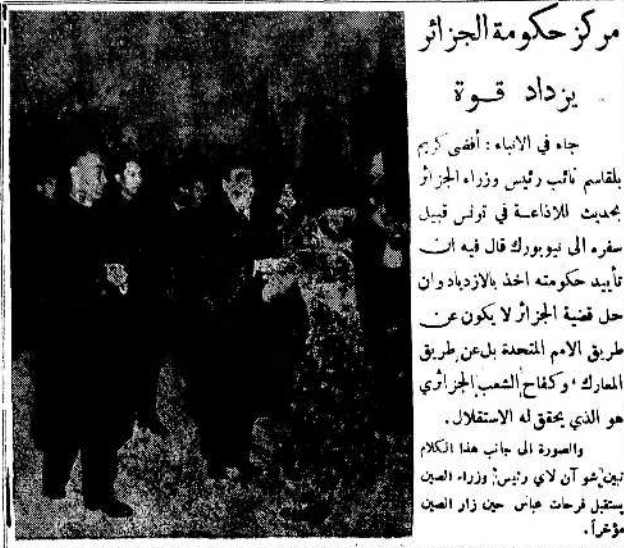 مركز حكومة الجزائر
يزداد قوة
جاء في الانباء : أفضى كريم
بلقاسم نائب رئيس وزراء الجزائر
بحديث للاذاعة في تونس قبيل
سفره الى نيويورك قال فيه ان
تأييد حكومته اخذ بالازدياد وان
حل قضية الجزائر لا يكون عن
طريق الامم المتحدة بل عن طريق
المعارك ، وكفاح الشعب الجزائري
هو الذي يحقق له الاستقلال .
والصورة الى جانب هذا الكلام
تبين شو آن لاي رئيس وزراء الصين
يستقبل فرحات عباس حين زار الصين
مؤخراً .